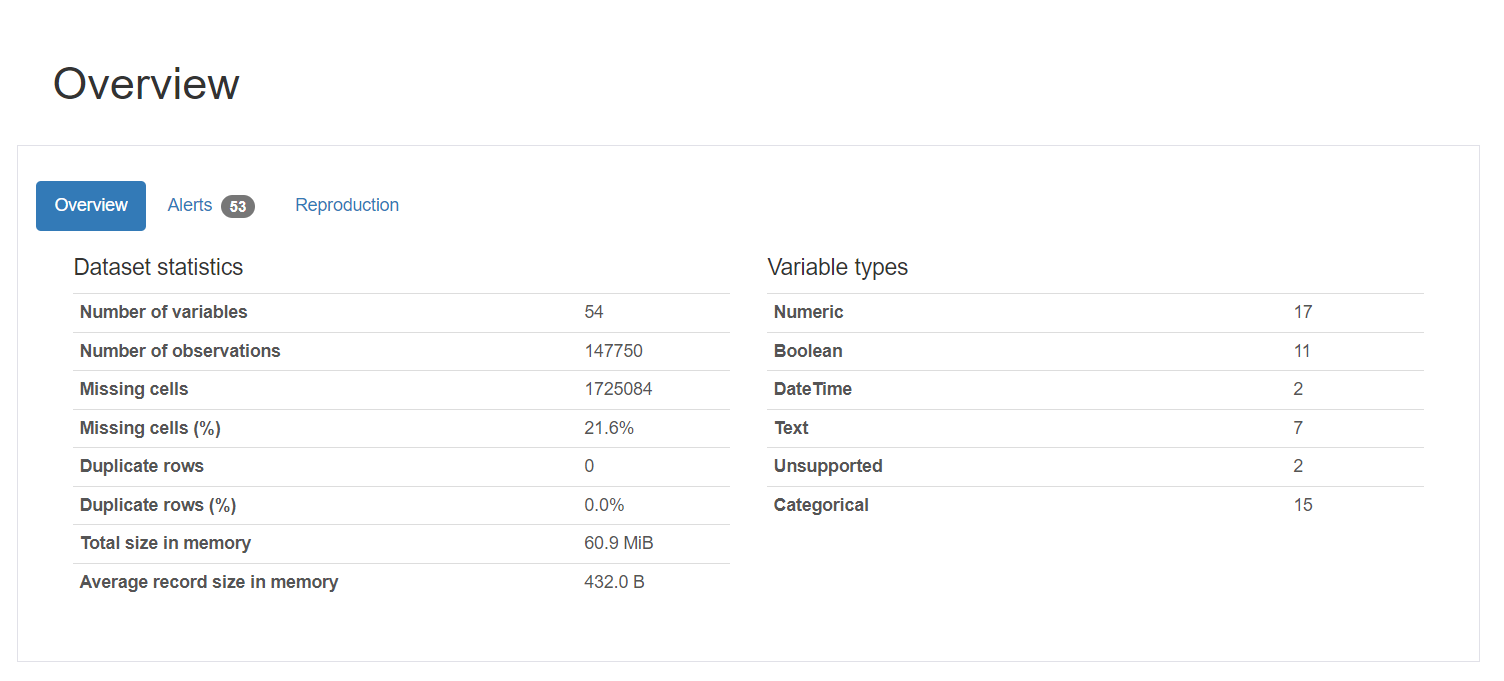 Overview
Overview Alerts 53 Reproduction
Dataset statistics
Number of variables 54
Number of observations 147750
Missing cells 1725084
Missing cells (%) 21.6%
Duplicate rows 0
Duplicate rows (%) 0.0%
Total size in memory 60.9 MiB
Average record size in memory 432.0 B
Variable types
Numeric 17
Boolean 11
DateTime 2
Text 7
Unsupported 2
Categorical 15